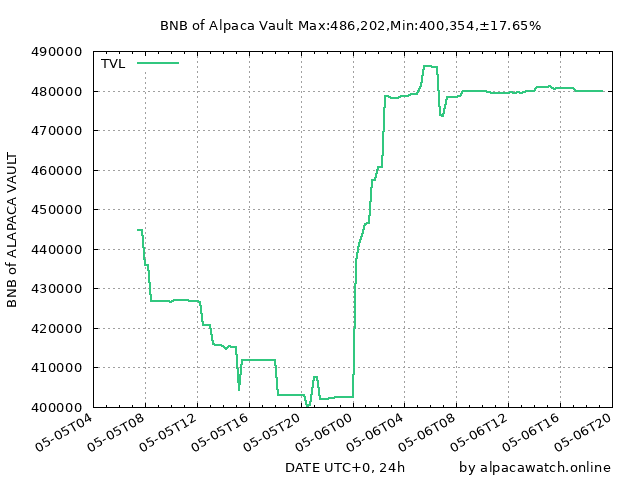 BNB of Alpaca Vault Max:486,202,Min:400,354,±17.65%
TVL
BNB of ALAPACA VAULT
490000
480000
470000
460000
450000
440000
430000
420000
410000
400000
05-05T04
05-05T08
05-05T12
05-05T16
05-05T20
05-06T00
05-06T04
05-06T08
05-06T12
05-06T16
05-06T20
DATE UTC+0, 24h
by alpacawatch.online